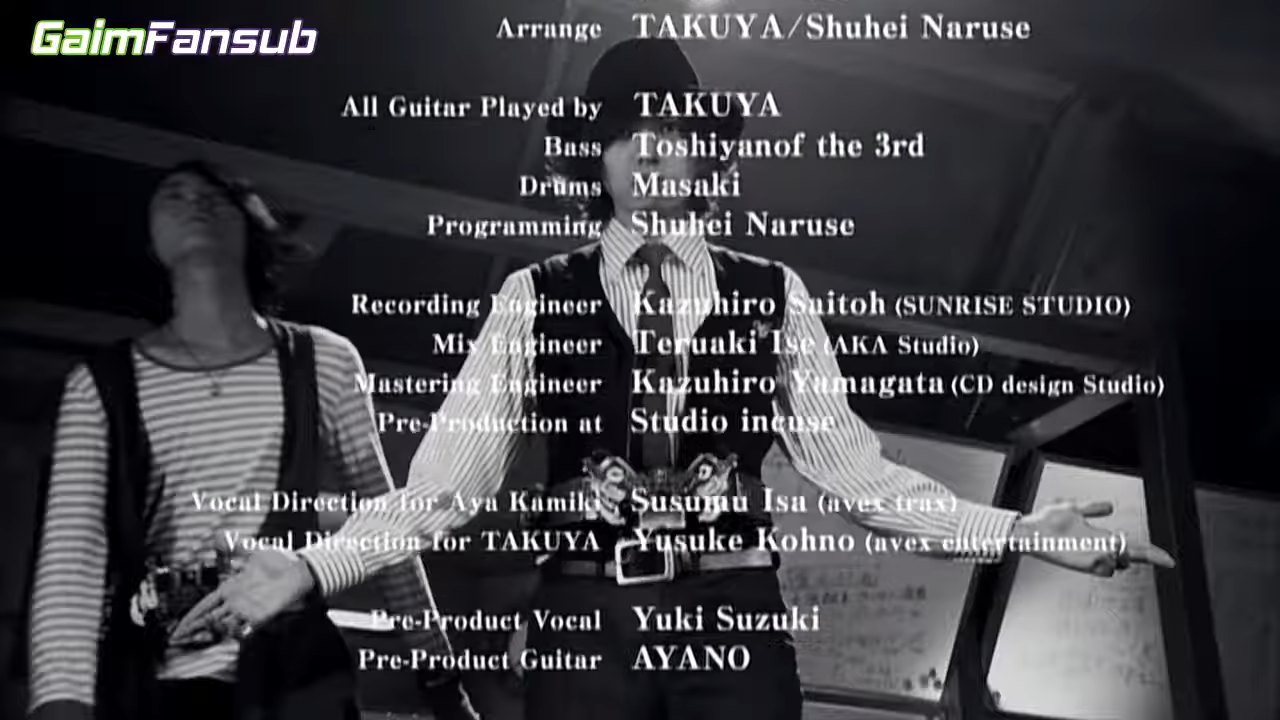 GaimFansub
Arrange TAKUYA/Shuhei Naruse
All Guitar Played by TAKUYA
Bass Toshiyanof the 3rd
Drums Masaki
Programming Shuhei Naruse
Recording Engineer Kazuhiro Saitoh (SUNRISE STUDIO)
Mix Engineer Teruaki Ise (AKA Studio)
Mastering Engineer Kazuhiro Yamagata (CD design Studio)
Pre-Production at Studio incuse
Vocal Direction for Aya Kamiki Susumu Isa (avex trax)
Vocal Direction for TAKUYA Yusuke Kohno (avex entertainment)
Pre-Product Vocal Yuki Suzuki
Pre-Product Guitar AYANO